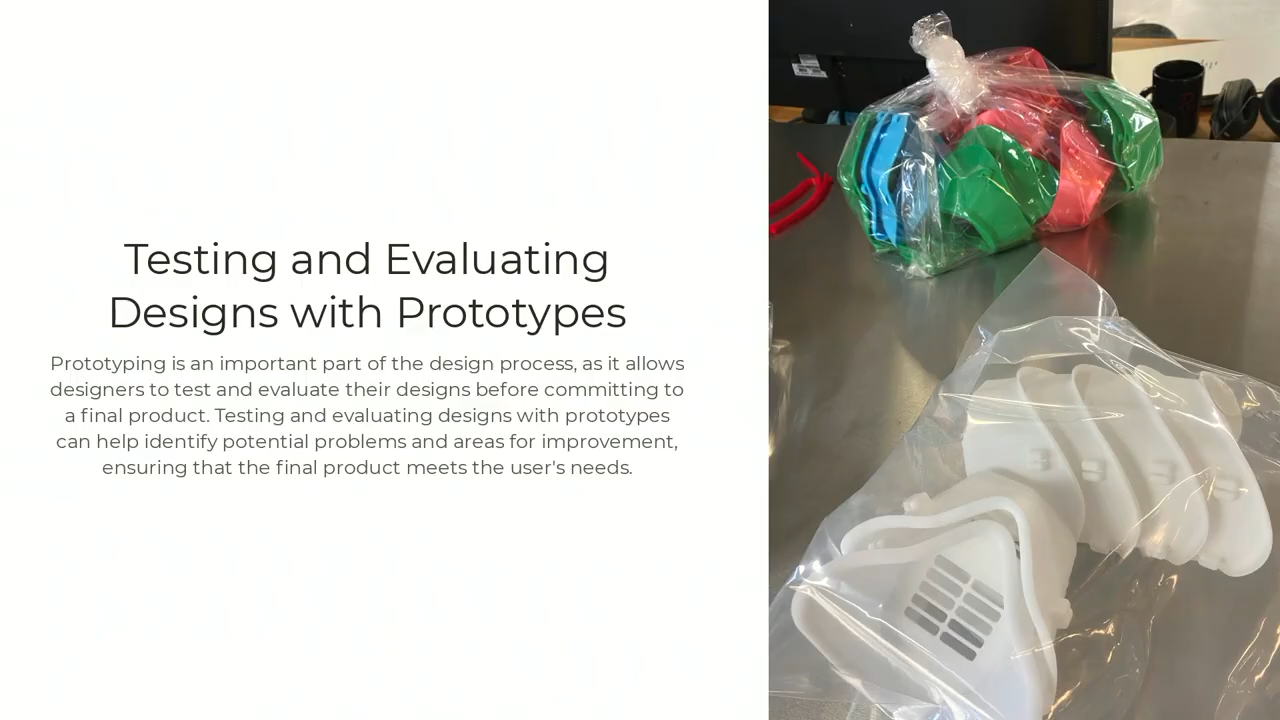 Testing and Evaluating
Designs with Prototypes
Prototyping is an important part of the design process, as it allows
designers to test and evaluate their designs before committing to
a final product. Testing and evaluating designs with prototypes
can help identify potential problems and areas for improvement,
ensuring that the final product meets the user's needs.